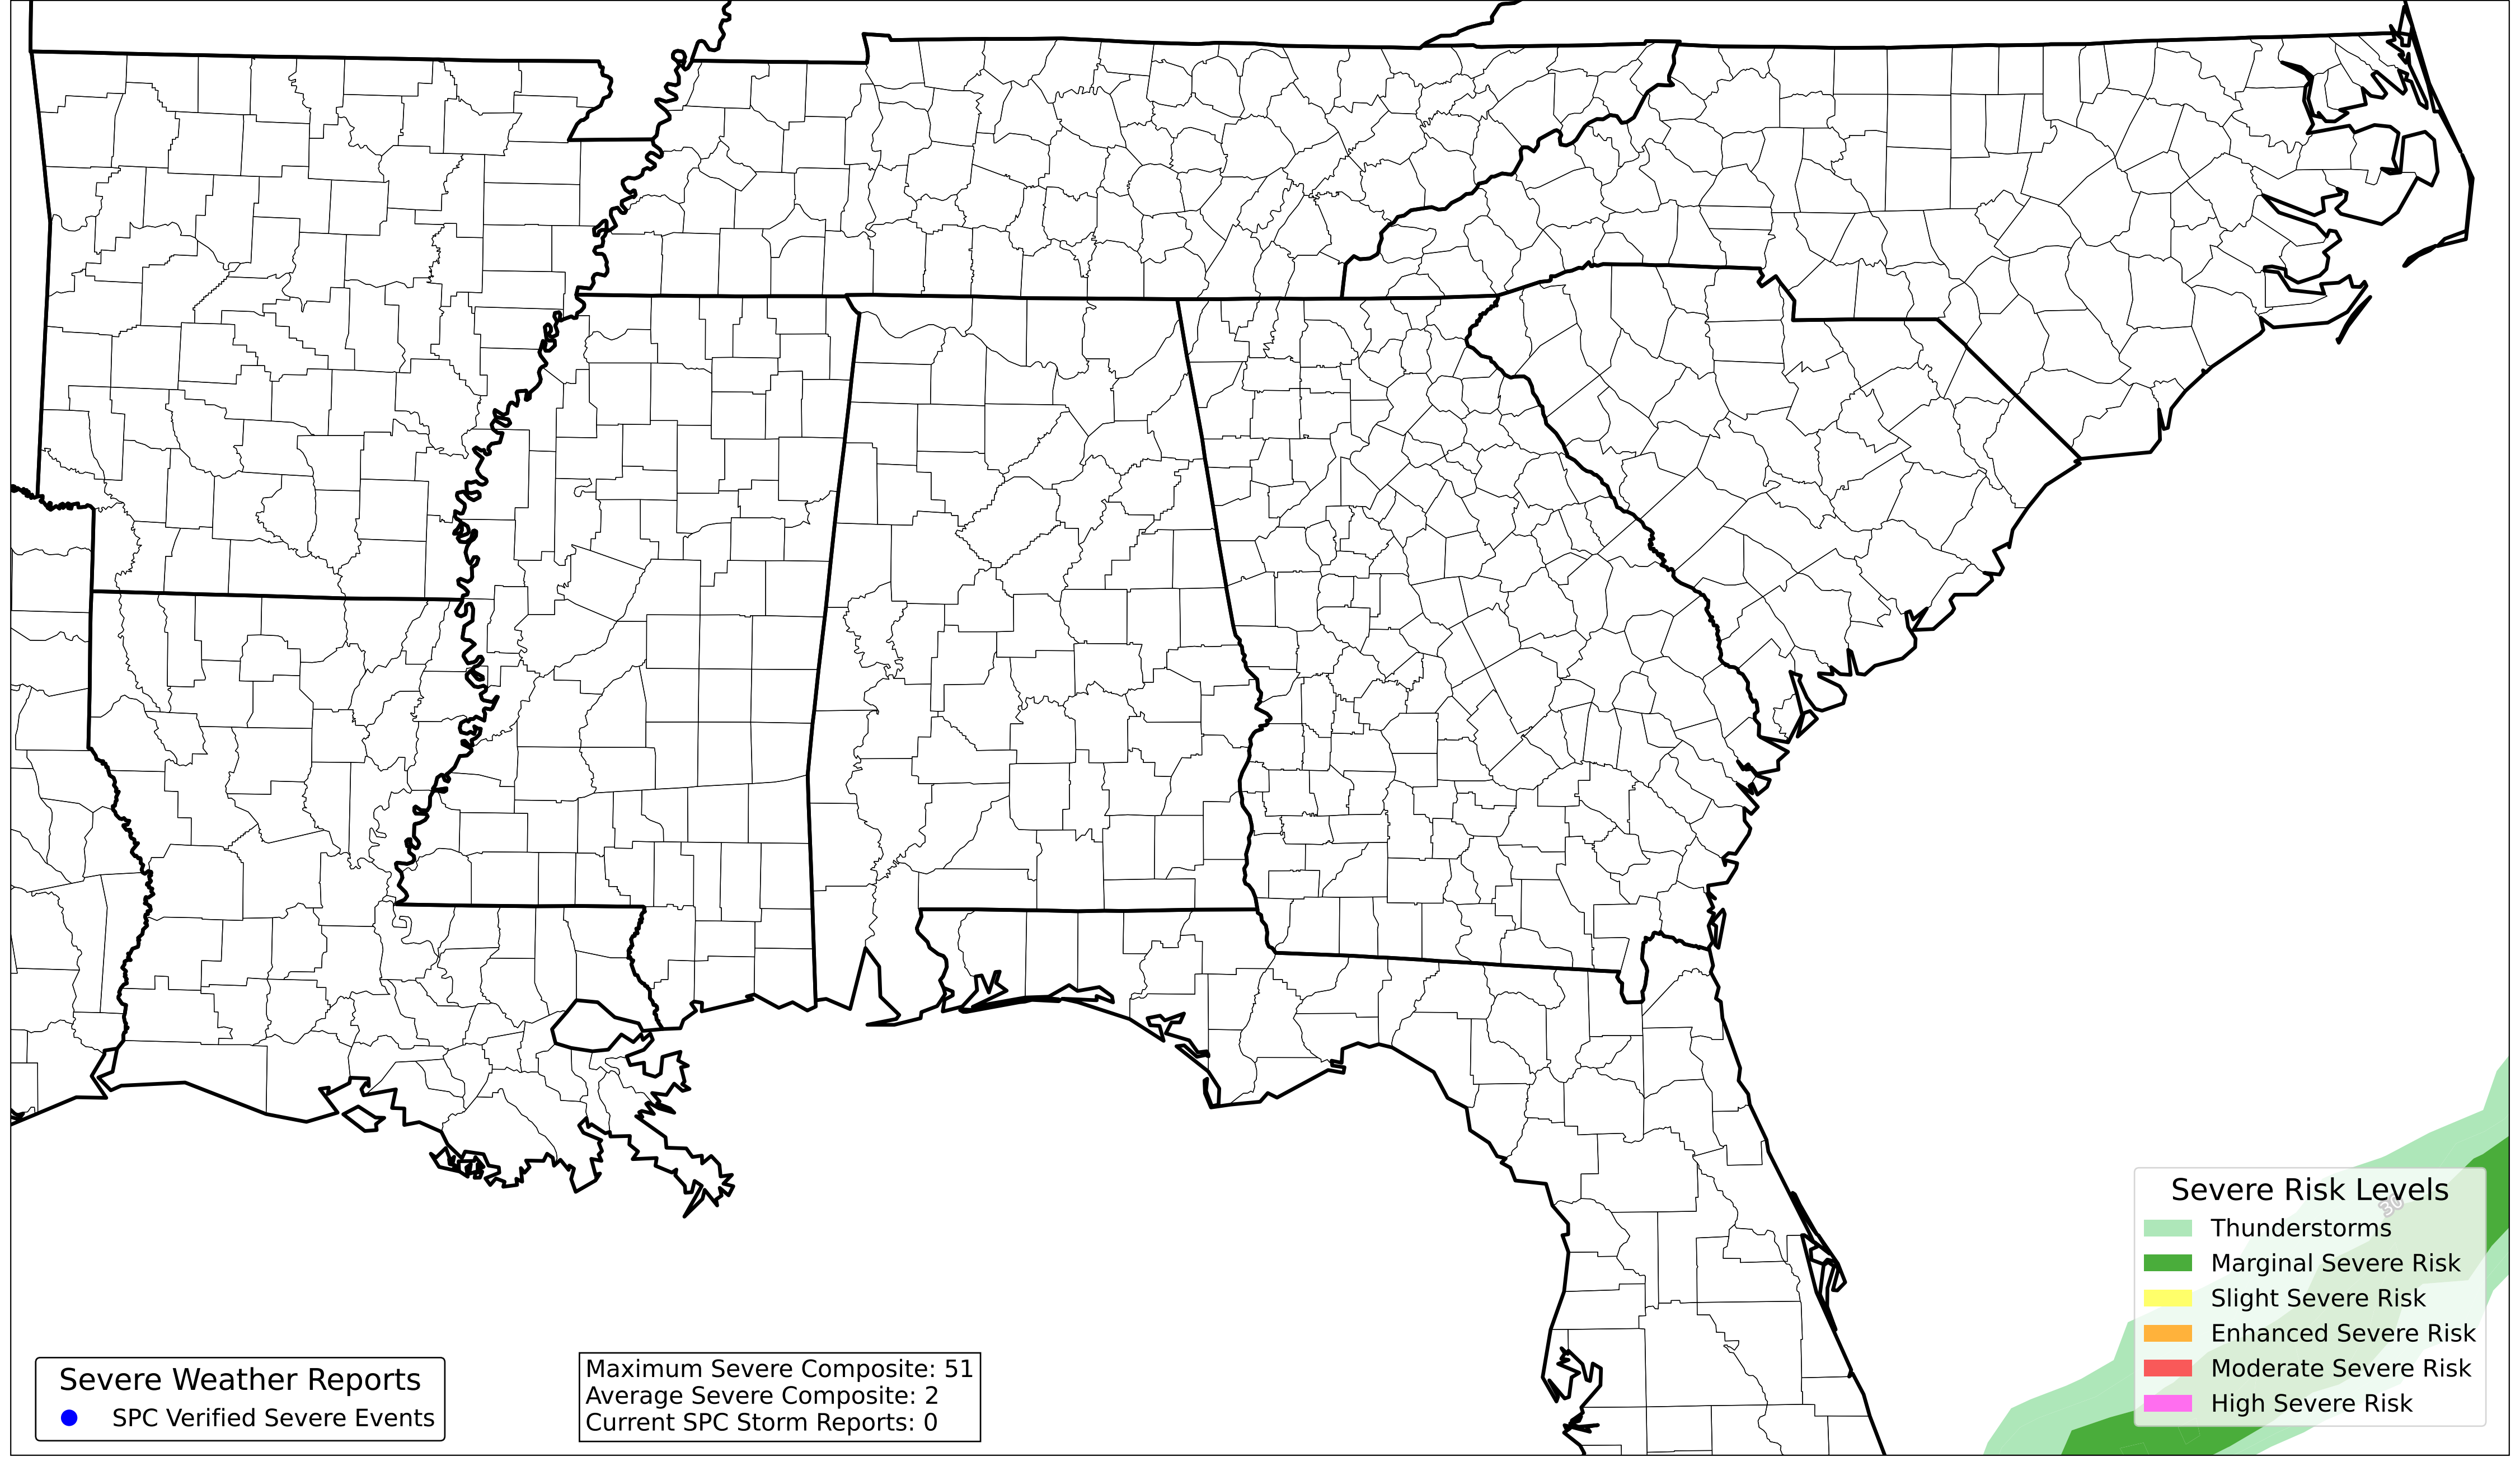 Severe Risk Levels
30
Thunderstorms
Marginal Severe Risk
Slight Severe Risk
Enhanced Severe Risk
Moderate Severe Risk
High Severe Risk
Severe Weather Reports
SPC Verified Severe Events
Maximum Severe Composite: 51
Average Severe Composite: 2
Current SPC Storm Reports: 0